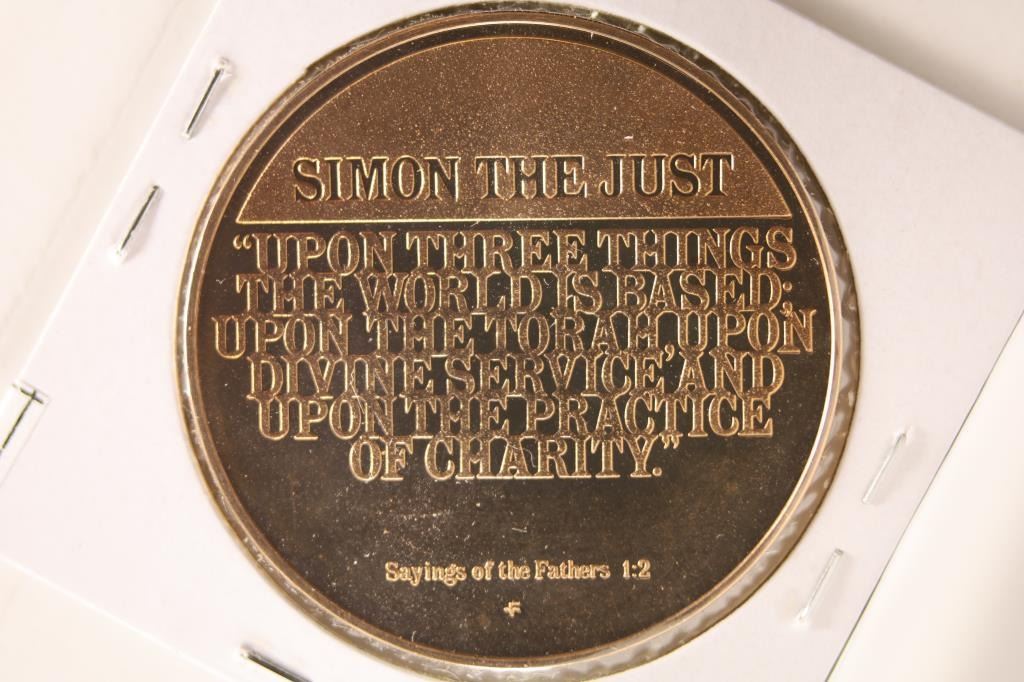 SIMON THE JUST
“UPON THREE THINGS
THE WORLD IS BASED:
UPON THE TORAH, UPON
DIVINE SERVICE, AND
UPON THE PRACTICE
OF CHARITY.”
Sayings of the Fathers 1:2